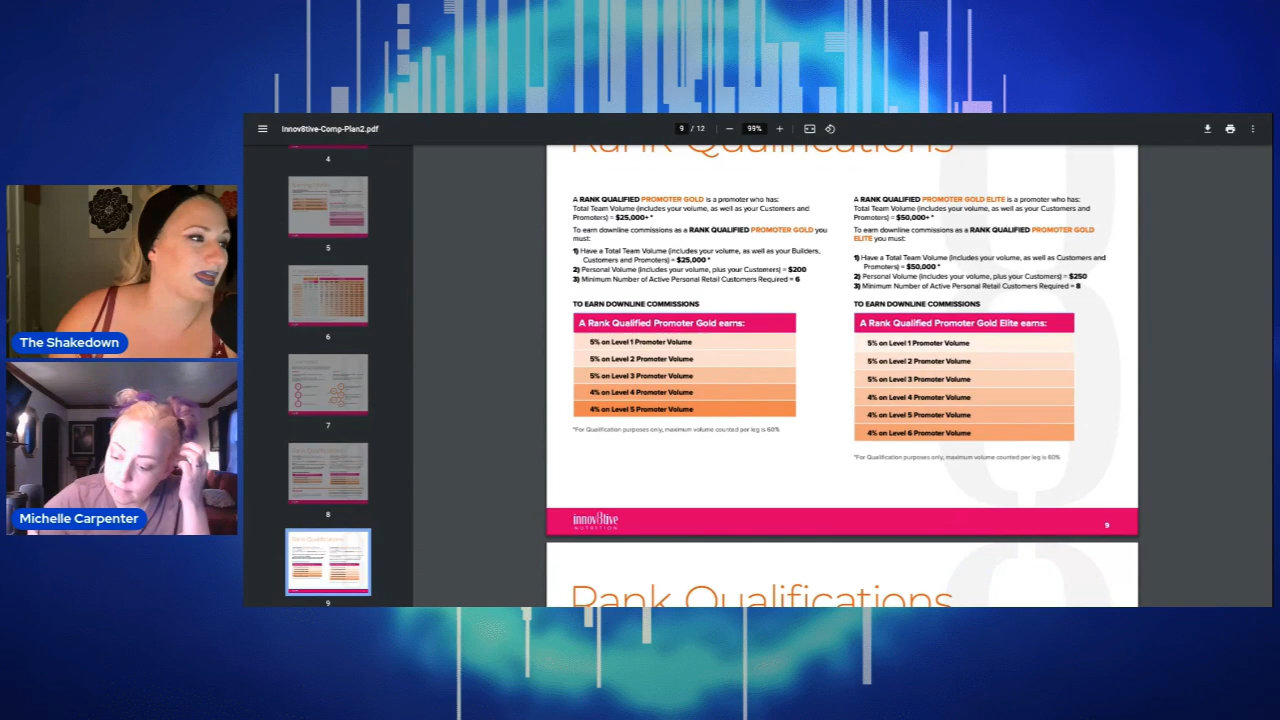 Innov8tive-Comp-Plan2.pdf
9 / 12
99%
4
5
6
7
8
9
The Shakedown
Michelle Carpenter
Rank Qualifications
A RANK QUALIFIED PROMOTER GOLD is a promoter who has:
Total Team Volume (includes your volume, as well as your Customers and
Promoters) = $25,000+ *
To earn downline commissions as a RANK QUALIFIED PROMOTER GOLD you
must:
1) Have a Total Team Volume (includes your volume, as well as your Builders,
Customers and Promoters) = $25,000 *
2) Personal Volume (includes your volume, plus your Customers) = $200
3) Minimum Number of Active Personal Retail Customers Required = 6
TO EARN DOWNLINE COMMISSIONS
A Rank Qualified Promoter Gold earns:
5% on Level 1 Promoter Volume
5% on Level 2 Promoter Volume
5% on Level 3 Promoter Volume
4% on Level 4 Promoter Volume
4% on Level 5 Promoter Volume
*For Qualification purposes only, maximum volume counted per leg is 60%
A RANK QUALIFIED PROMOTER GOLD ELITE is a promoter who has:
Total Team Volume (includes your volume, as well as your Customers and
Promoters) = $50,000+ *
To earn downline commissions as a RANK QUALIFIED PROMOTER GOLD
ELITE you must:
1) Have a Total Team Volume (includes your volume, as well as Customers and
Promoters) = $50,000 *
2) Personal Volume (includes your volume, plus your Customers) = $250
3) Minimum Number of Active Personal Retail Customers Required = 8
TO EARN DOWNLINE COMMISSIONS
A Rank Qualified Promoter Gold Elite earns:
5% on Level 1 Promoter Volume
5% on Level 2 Promoter Volume
5% on Level 3 Promoter Volume
4% on Level 4 Promoter Volume
4% on Level 5 Promoter Volume
4% on Level 6 Promoter Volume
*For Qualification purposes only, maximum volume counted per leg is 60%
innov8tive
NUTRITION
9
Rank Qualifications